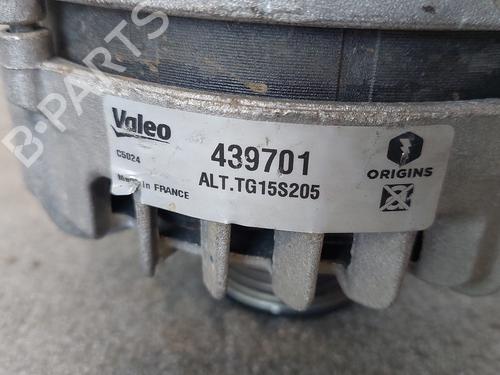 B-PARTS
Valeo
439701
ORIGINS
C5024
Made in FRANCE
ALT.TG15S205